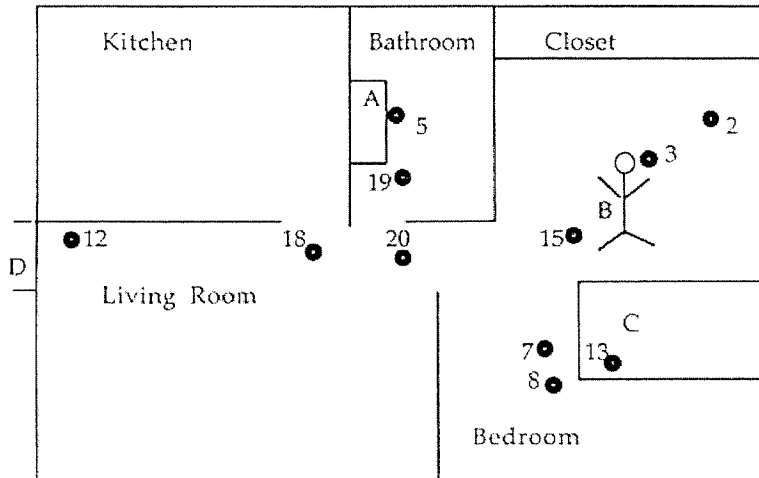 Kitchen
Bathroom
Closet
A
5
2
3
19
B
12
18
20
15
D
Living Room
C
7
13
8
Bedroom